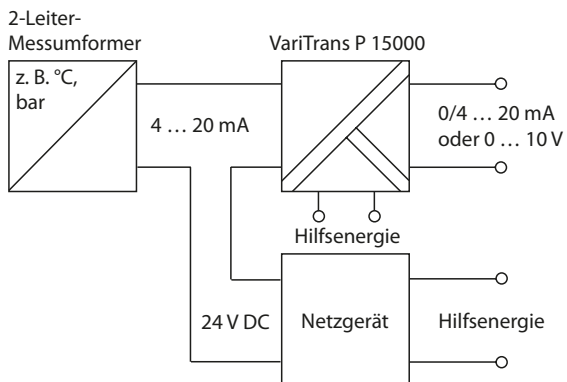 2-Leiter-
Messumformer
VariTrans P 15000
z. B. °C,
bar
4 … 20 mA
0/4 … 20 mA
oder 0 … 10 V
Hilfsenergie
24 V DC
Netzgerät
Hilfsenergie